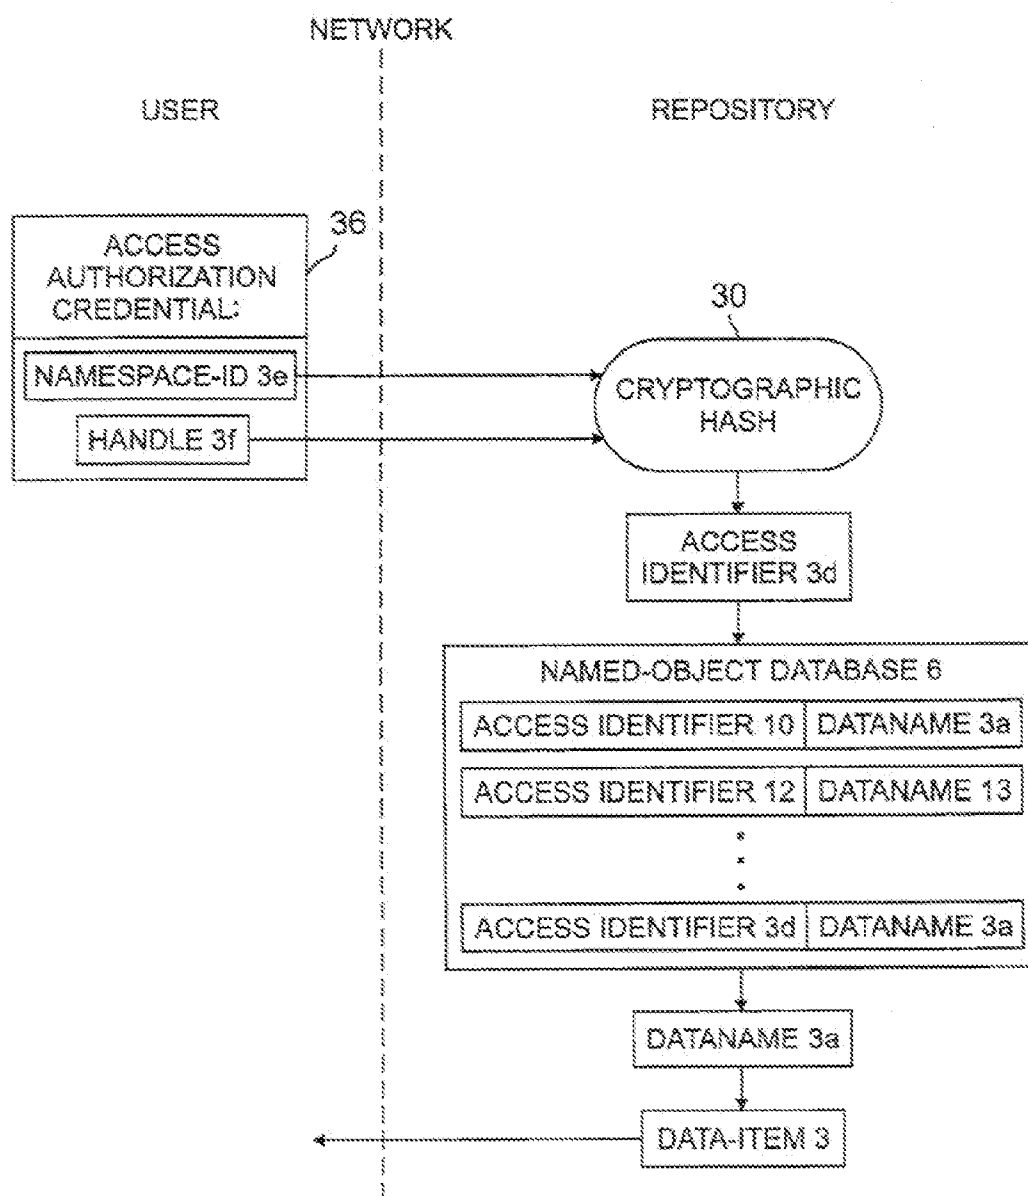 NETWORK
USER
REPOSITORY
36
ACCESS
AUTHORIZATION
CREDENTIAL:
NAMESPACE-ID 3e
HANDLE 3f
30
CRYPTOGRAPHIC
HASH
ACCESS
IDENTIFIER 3d
NAMED-OBJECT DATABASE 6
ACCESS IDENTIFIER 10 DATANAME 3a
ACCESS IDENTIFIER 12 DATANAME 13
ACCESS IDENTIFIER 3d DATANAME 3a
DATANAME 3a
DATA-ITEM 3